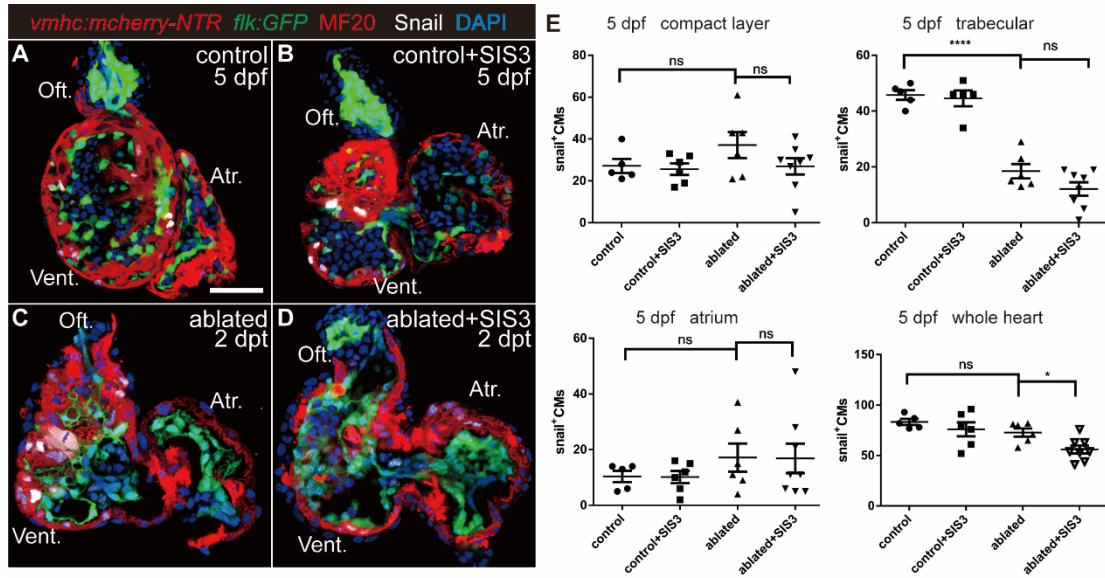 vmhc:mcherry-NTR flk:GFP MF20 Snail DAPI
A control
5 dpf
Oft.
Atr.
Vent.
B control+SIS3
5 dpf
Oft.
Atr.
Vent.
C ablated
2 dpt
Oft.
Atr.
Vent.
D ablated+SIS3
2 dpt
Oft.
Atr.
Vent.
E
5 dpf compact layer
snail+CMs
80
60
40
20
0
ns
ns
control
control+SIS3
ablated
ablated+SIS3
5 dpf trabecular
snail+CMs
60
40
20
0
****
ns
control
control+SIS3
ablated
ablated+SIS3
5 dpf atrium
snail+CMs
60
40
20
0
ns
ns
control
control+SIS3
ablated
ablated+SIS3
5 dpf whole heart
snail+CMs
150
100
50
0
ns
*
control
control+SIS3
ablated
ablated+SIS3